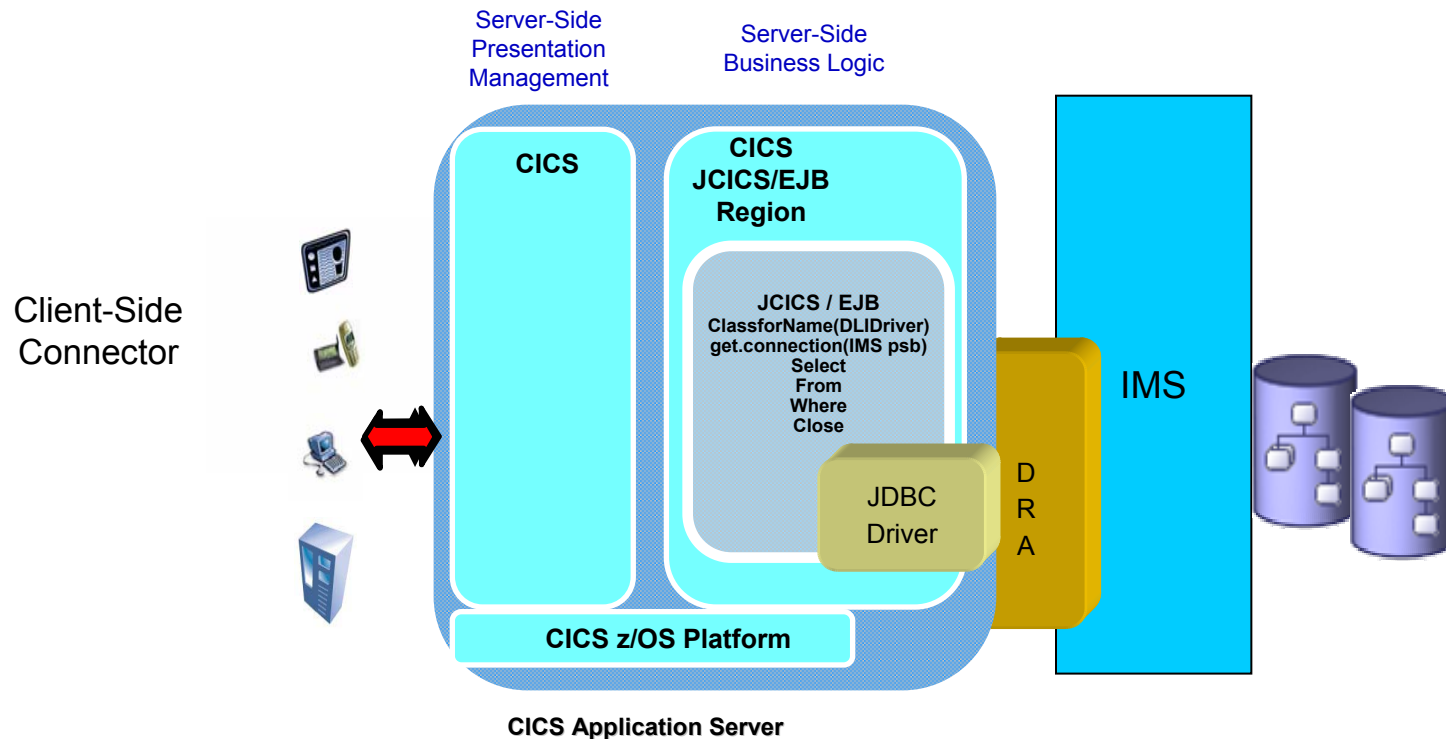 Server-Side
Presentation
Management
Server-Side
Business Logic
CICS
CICS
JCICS/EJB
Region
Client-Side
Connector
JCICS / EJB
ClassforName(DLIDriver)
get.connection(IMS psb)
Select
From
Where
Close
JDBC
Driver
D
R
A
IMS
CICS z/OS Platform
CICS Application Server